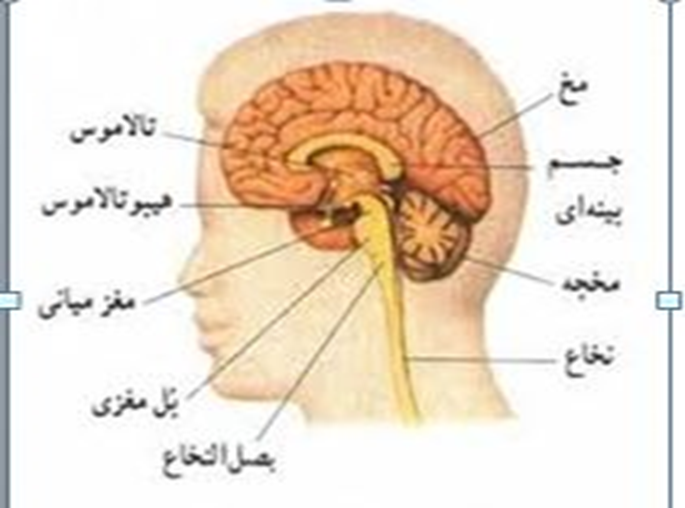 مخ
تالاموس
جسم
پینه‌ای
هیپوتالاموس
مخچه
مغز میانی
نخاع
پل مغزی
بصل‌النخاع